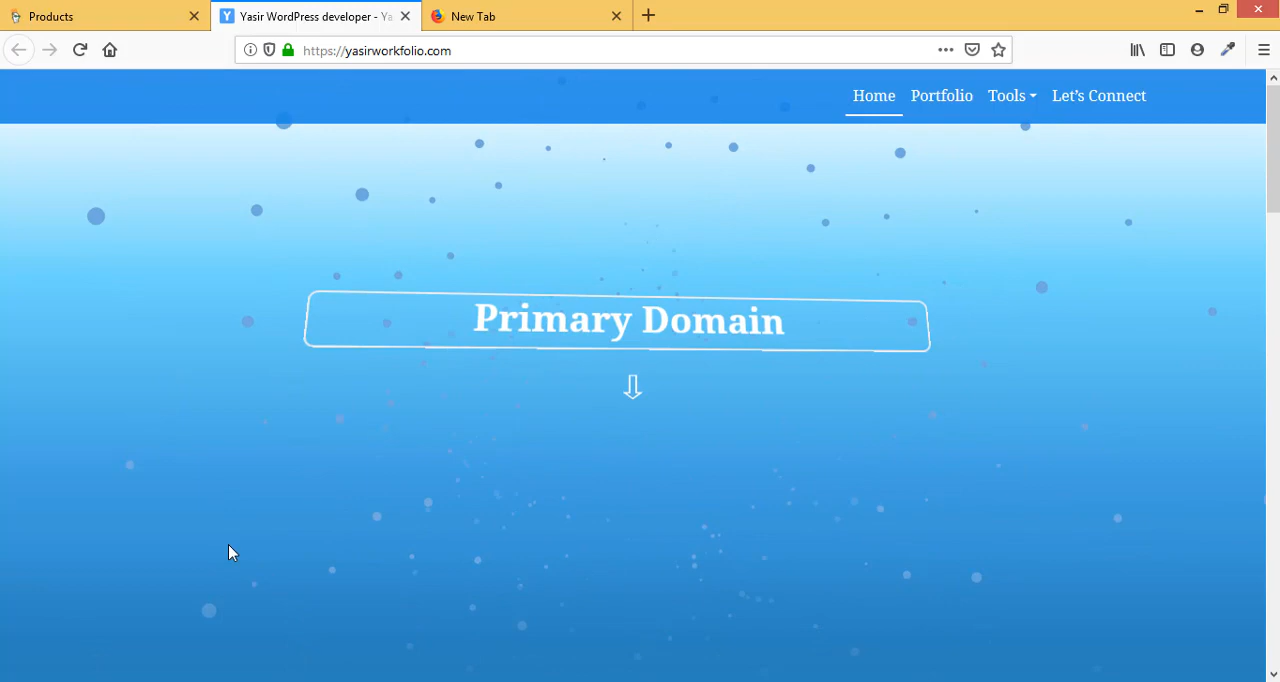 Products
Yasir WordPress developer - Ya
New Tab
https://yasirworkfolio.com
Home Portfolio Tools Let’s Connect
Primary Domain